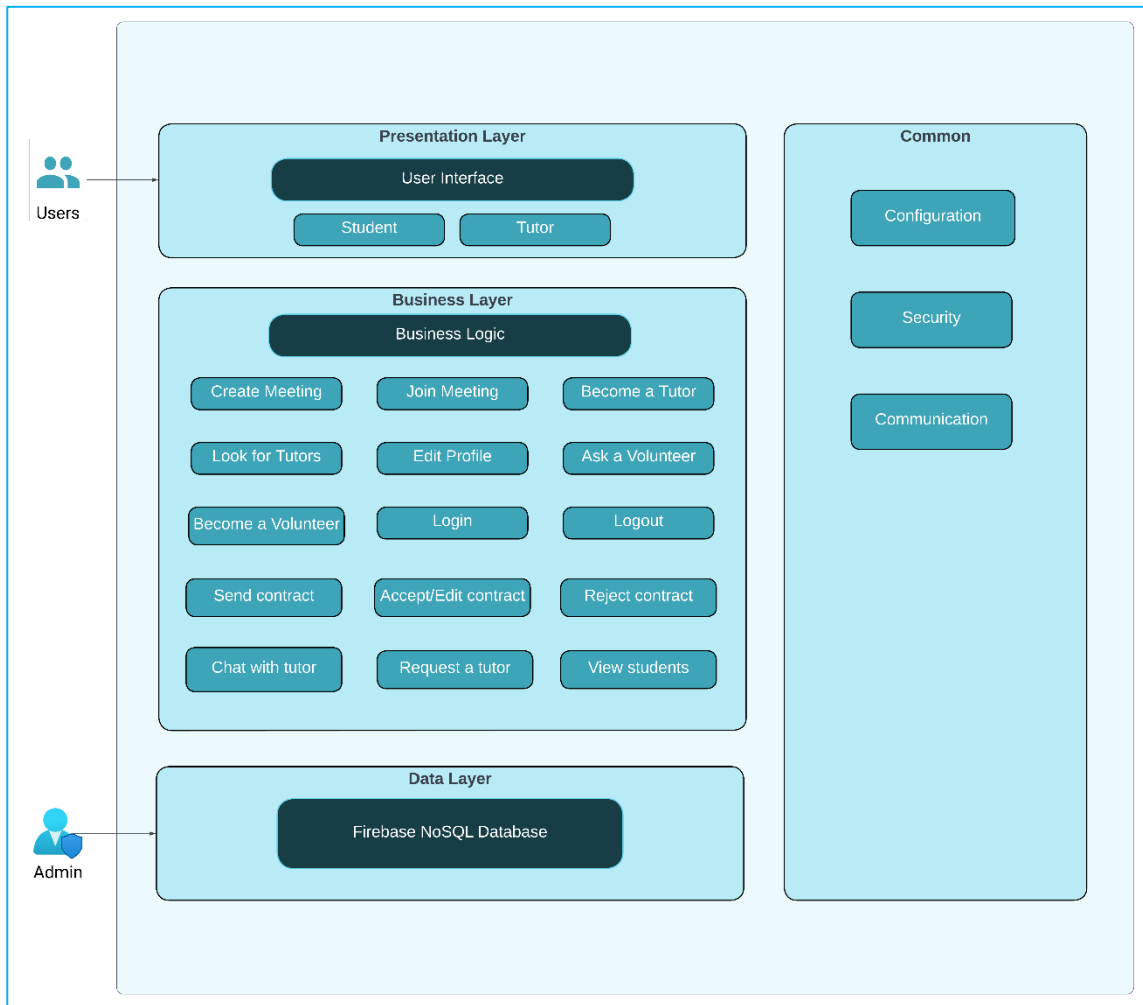 Presentation Layer
User Interface
Student
Tutor
Users
Business Layer
Business Logic
Create Meeting
Join Meeting
Become a Tutor
Look for Tutors
Edit Profile
Ask a Volunteer
Become a Volunteer
Login
Logout
Send contract
Accept/Edit contract
Reject contract
Chat with tutor
Request a tutor
View students
Data Layer
Firebase NoSQL Database
Admin
Common
Configuration
Security
Communication